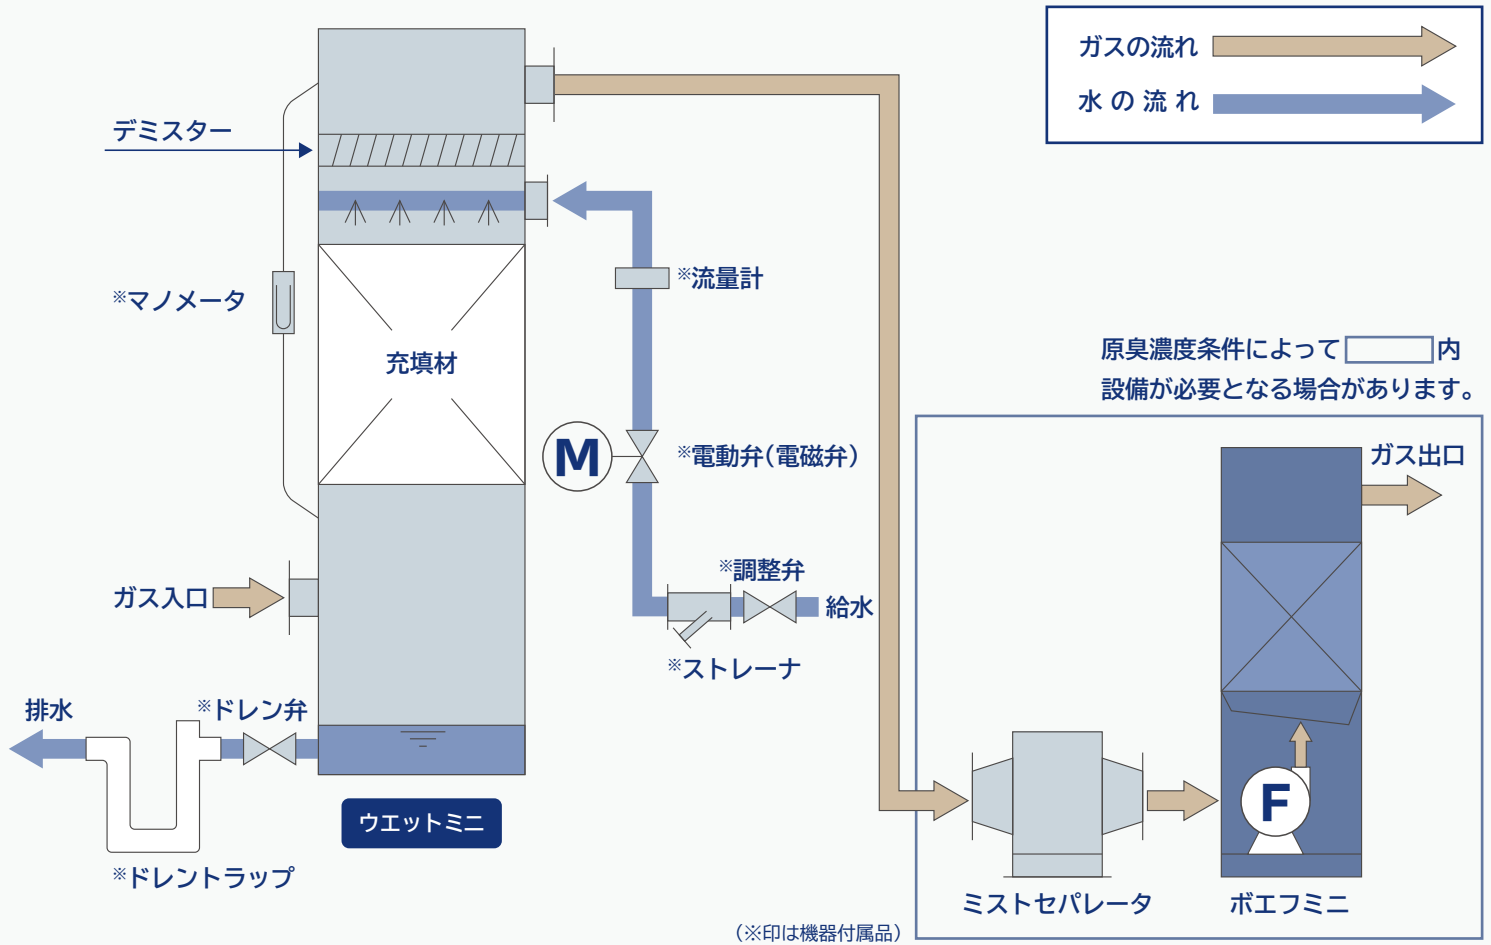 ガスの流れ
水の流れ
デミスター
※マノメータ
※流量計
充填材
原臭濃度条件によって 内
設備が必要となる場合があります。
M
※電動弁(電磁弁)
ガス出口
ガス入口
※調整弁
給水
※ストレーナ
排水
※ドレン弁
ウエットミニ
※ドレントラップ
F
ミストセパレータ
ボエフミニ
(※印は機器付属品)